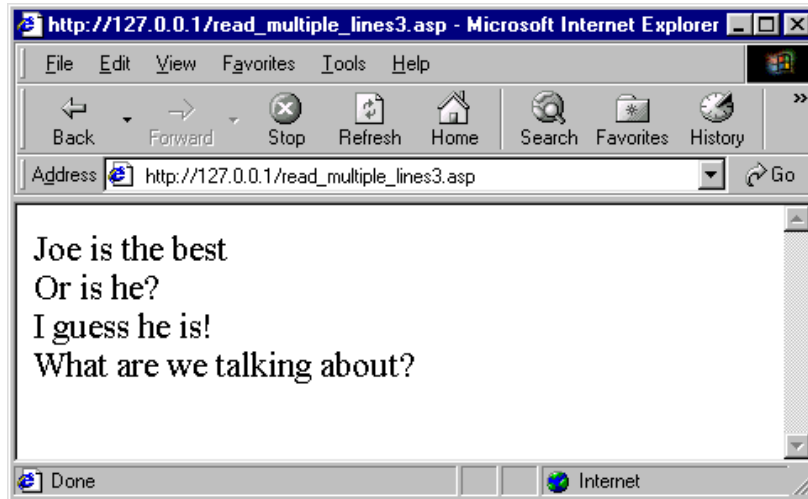 http://127.0.0.1/read_multiple_lines3.asp - Microsoft Internet Explorer
File Edit View Favorites Tools Help
Back Forward Stop Refresh Home Search Favorites History »
Address http://127.0.0.1/read_multiple_lines3.asp Go
Joe is the best
Or is he?
I guess he is!
What are we talking about?
Done Internet